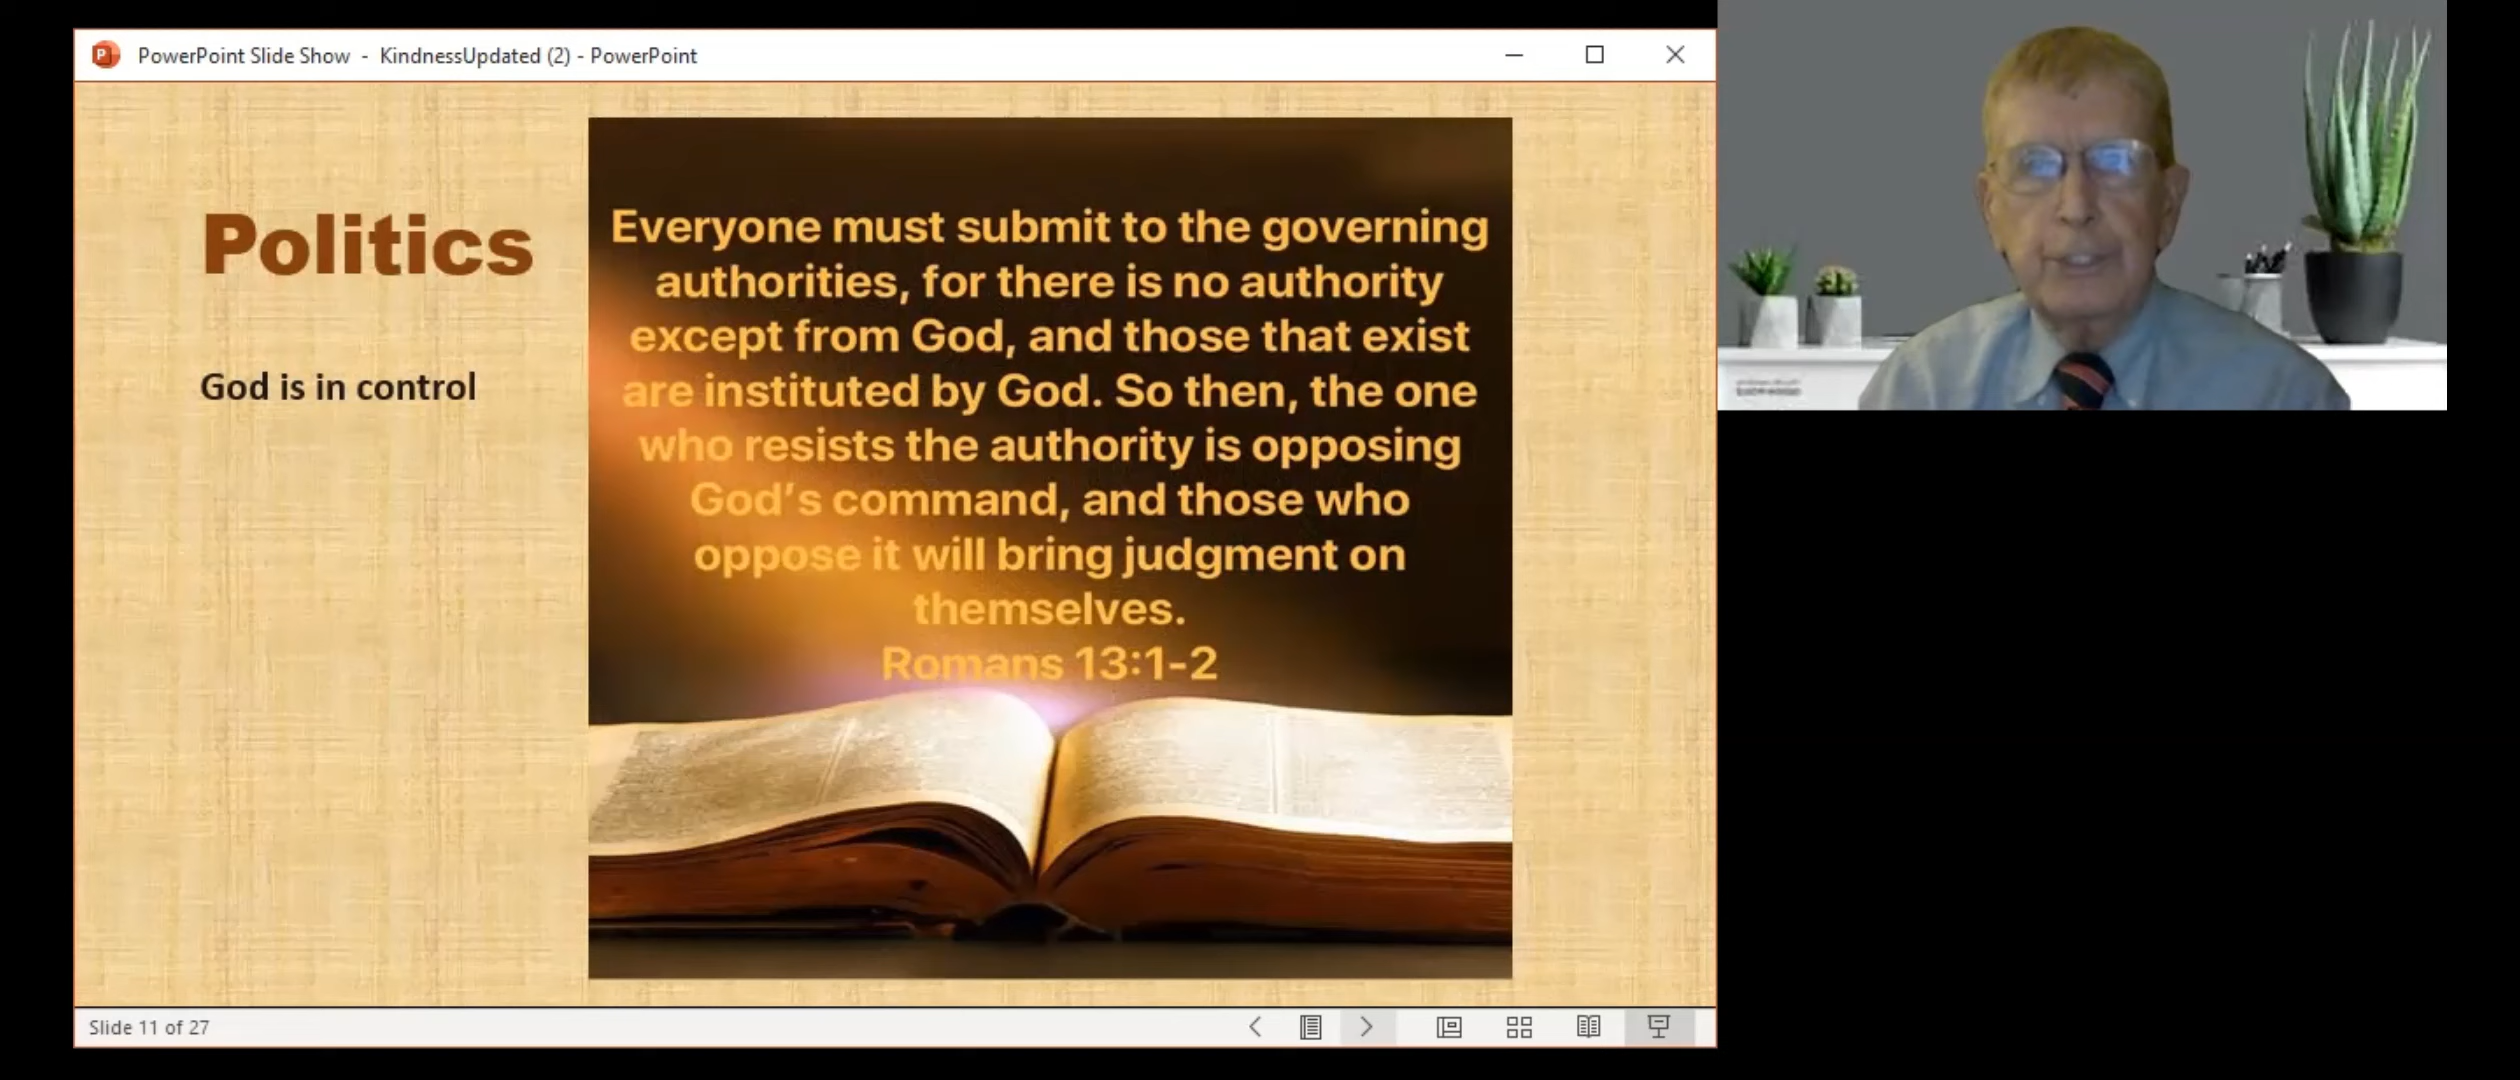 PowerPoint Slide Show - KindnessUpdated (2) - PowerPoint
Politics
God is in control
Everyone must submit to the governing
authorities, for there is no authority
except from God, and those that exist
are instituted by God. So then, the one
who resists the authority is opposing
God's command, and those who
oppose it will bring judgment on
themselves.
Romans 13:1-2
Slide 11 of 27